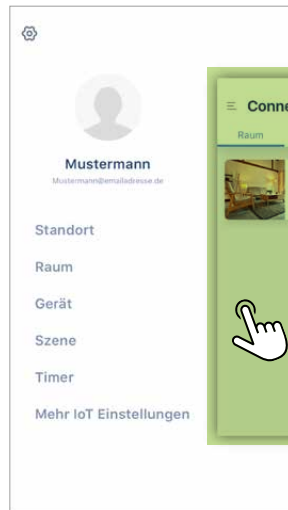 Mustermann
Mustermann@emailadresse.de
Standort
Raum
Gerät
Szene
Timer
Mehr IoT Einstellungen
Conne
Raum